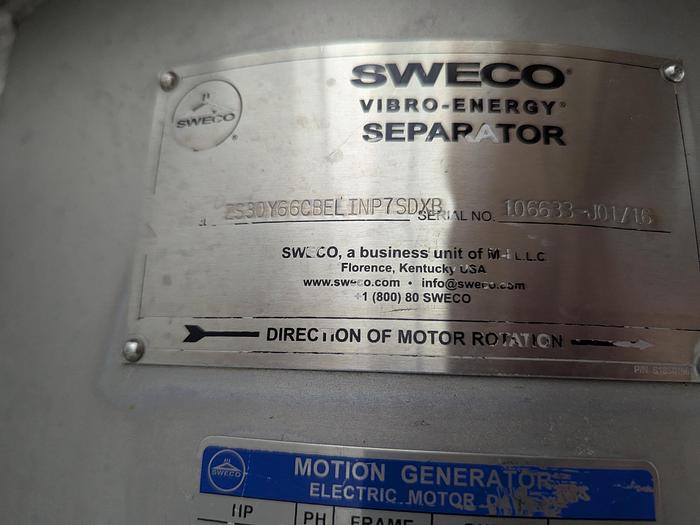 SWECO®
SWECO ®
VIBRO-ENERGY®
SEPARATOR
ZS30Y66CBELINP7SDXB SERIAL NO. 106633-J01/16
SWECO, a business unit of M-I L.L.C
Florence, Kentucky USA
www.sweco.com • info@sweco.com
1 (800) 80 SWECO
DIRECTION OF MOTOR ROTATION
P/N
SWECO
MOTION GENERATOR
ELECTRIC MOTOR
HP PH FRAME